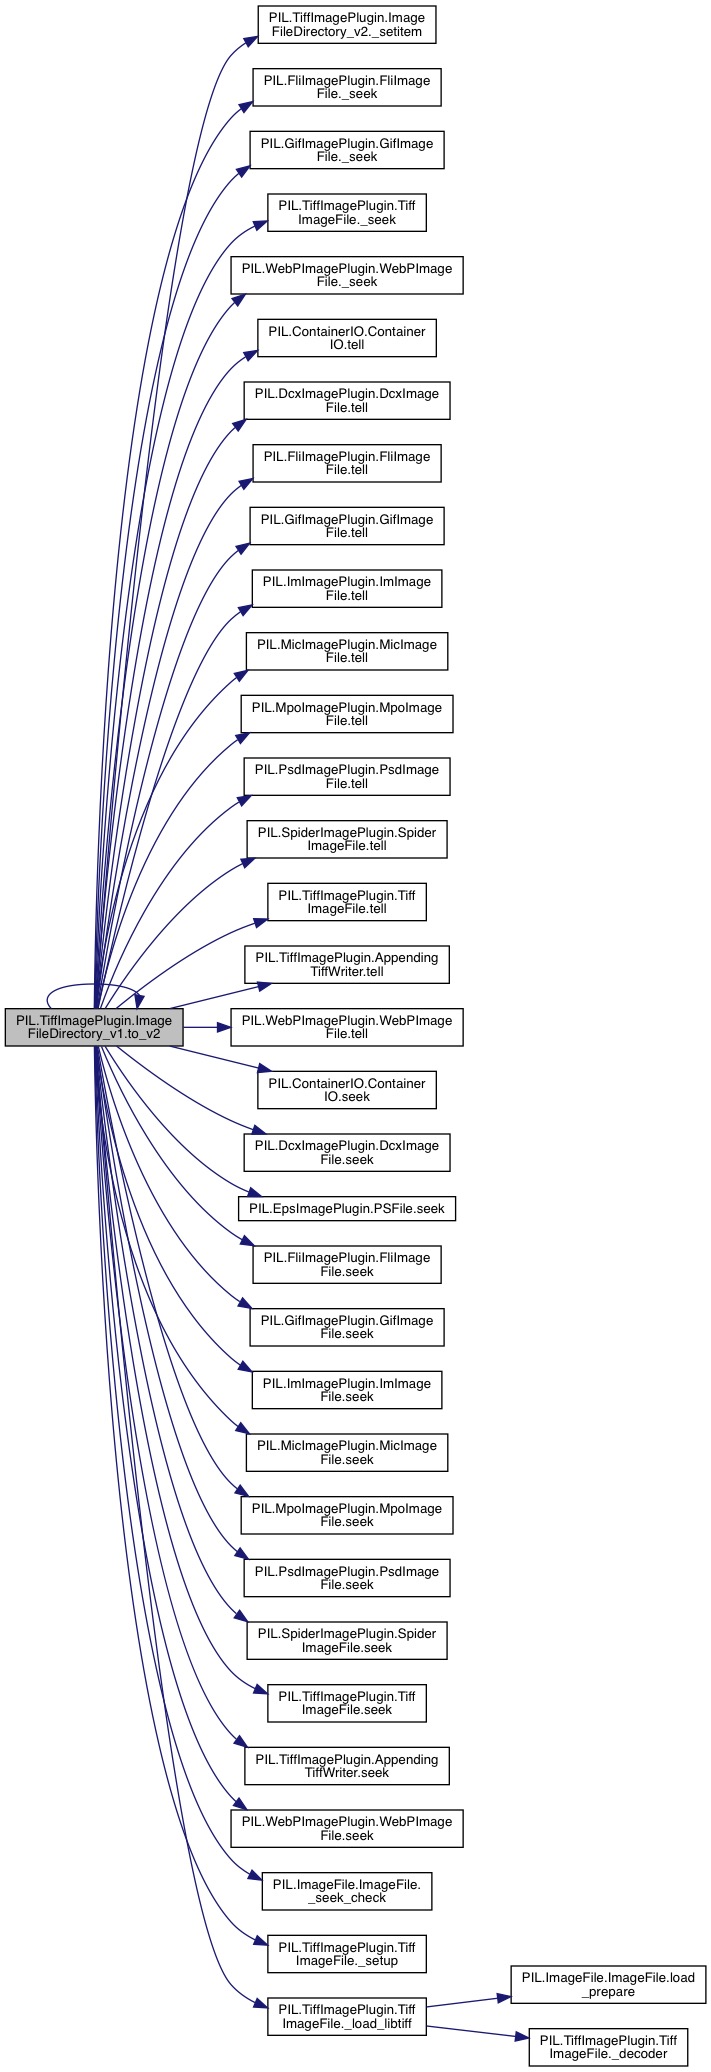 PIL.TiffImagePlugin.Image
FileDirectory_v2._setitem
PIL.FliImagePlugin.FliImage
File._seek
PIL.GifImagePlugin.GifImage
File._seek
PIL.TiffImagePlugin.Tiff
ImageFile._seek
PIL.WebPImagePlugin.WebPImage
File._seek
PIL.ContainerIO.Container
IO.tell
PIL.DcxImagePlugin.DcxImage
File.tell
PIL.FliImagePlugin.FliImage
File.tell
PIL.GifImagePlugin.GifImage
File.tell
PIL.ImImagePlugin.ImImage
File.tell
PIL.MicImagePlugin.MicImage
File.tell
PIL.MpoImagePlugin.MpoImage
File.tell
PIL.PsdImagePlugin.PsdImage
File.tell
PIL.SpiderImagePlugin.Spider
ImageFile.tell
PIL.TiffImagePlugin.Tiff
ImageFile.tell
PIL.TiffImagePlugin.Appending
TiffWriter.tell
PIL.TiffImagePlugin.Image
FileDirectory_v1.to_v2
PIL.WebPImagePlugin.WebPImage
File.tell
PIL.ContainerIO.Container
IO.seek
PIL.DcxImagePlugin.DcxImage
File.seek
PIL.EpsImagePlugin.PSFile.seek
PIL.FliImagePlugin.FliImage
File.seek
PIL.GifImagePlugin.GifImage
File.seek
PIL.ImImagePlugin.ImImage
File.seek
PIL.MicImagePlugin.MicImage
File.seek
PIL.MpoImagePlugin.MpoImage
File.seek
PIL.PsdImagePlugin.PsdImage
File.seek
PIL.SpiderImagePlugin.Spider
ImageFile.seek
PIL.TiffImagePlugin.Tiff
ImageFile.seek
PIL.TiffImagePlugin.Appending
TiffWriter.seek
PIL.WebPImagePlugin.WebPImage
File.seek
PIL.ImageFile.ImageFile.
_seek_check
PIL.TiffImagePlugin.Tiff
ImageFile._setup
PIL.TiffImagePlugin.Tiff
ImageFile._load_libtiff
PIL.ImageFile.ImageFile.load
_prepare
PIL.TiffImagePlugin.Tiff
ImageFile._decoder